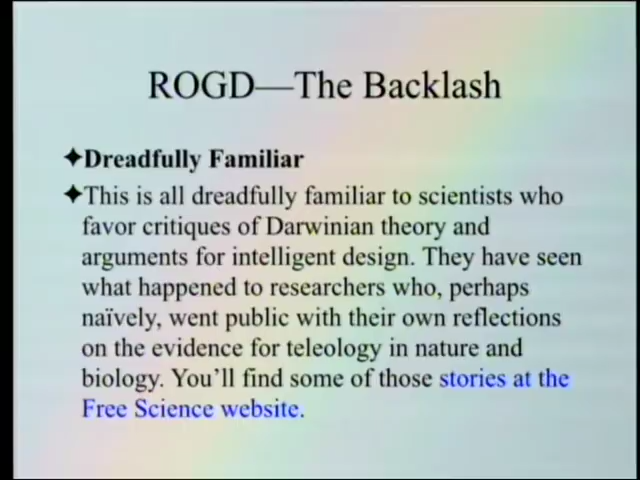 ROGD—The Backlash
✦Dreadfully Familiar
✦This is all dreadfully familiar to scientists who
favor critiques of Darwinian theory and
arguments for intelligent design. They have seen
what happened to researchers who, perhaps
naïvely, went public with their own reflections
on the evidence for teleology in nature and
biology. You’ll find some of those stories at the
Free Science website.